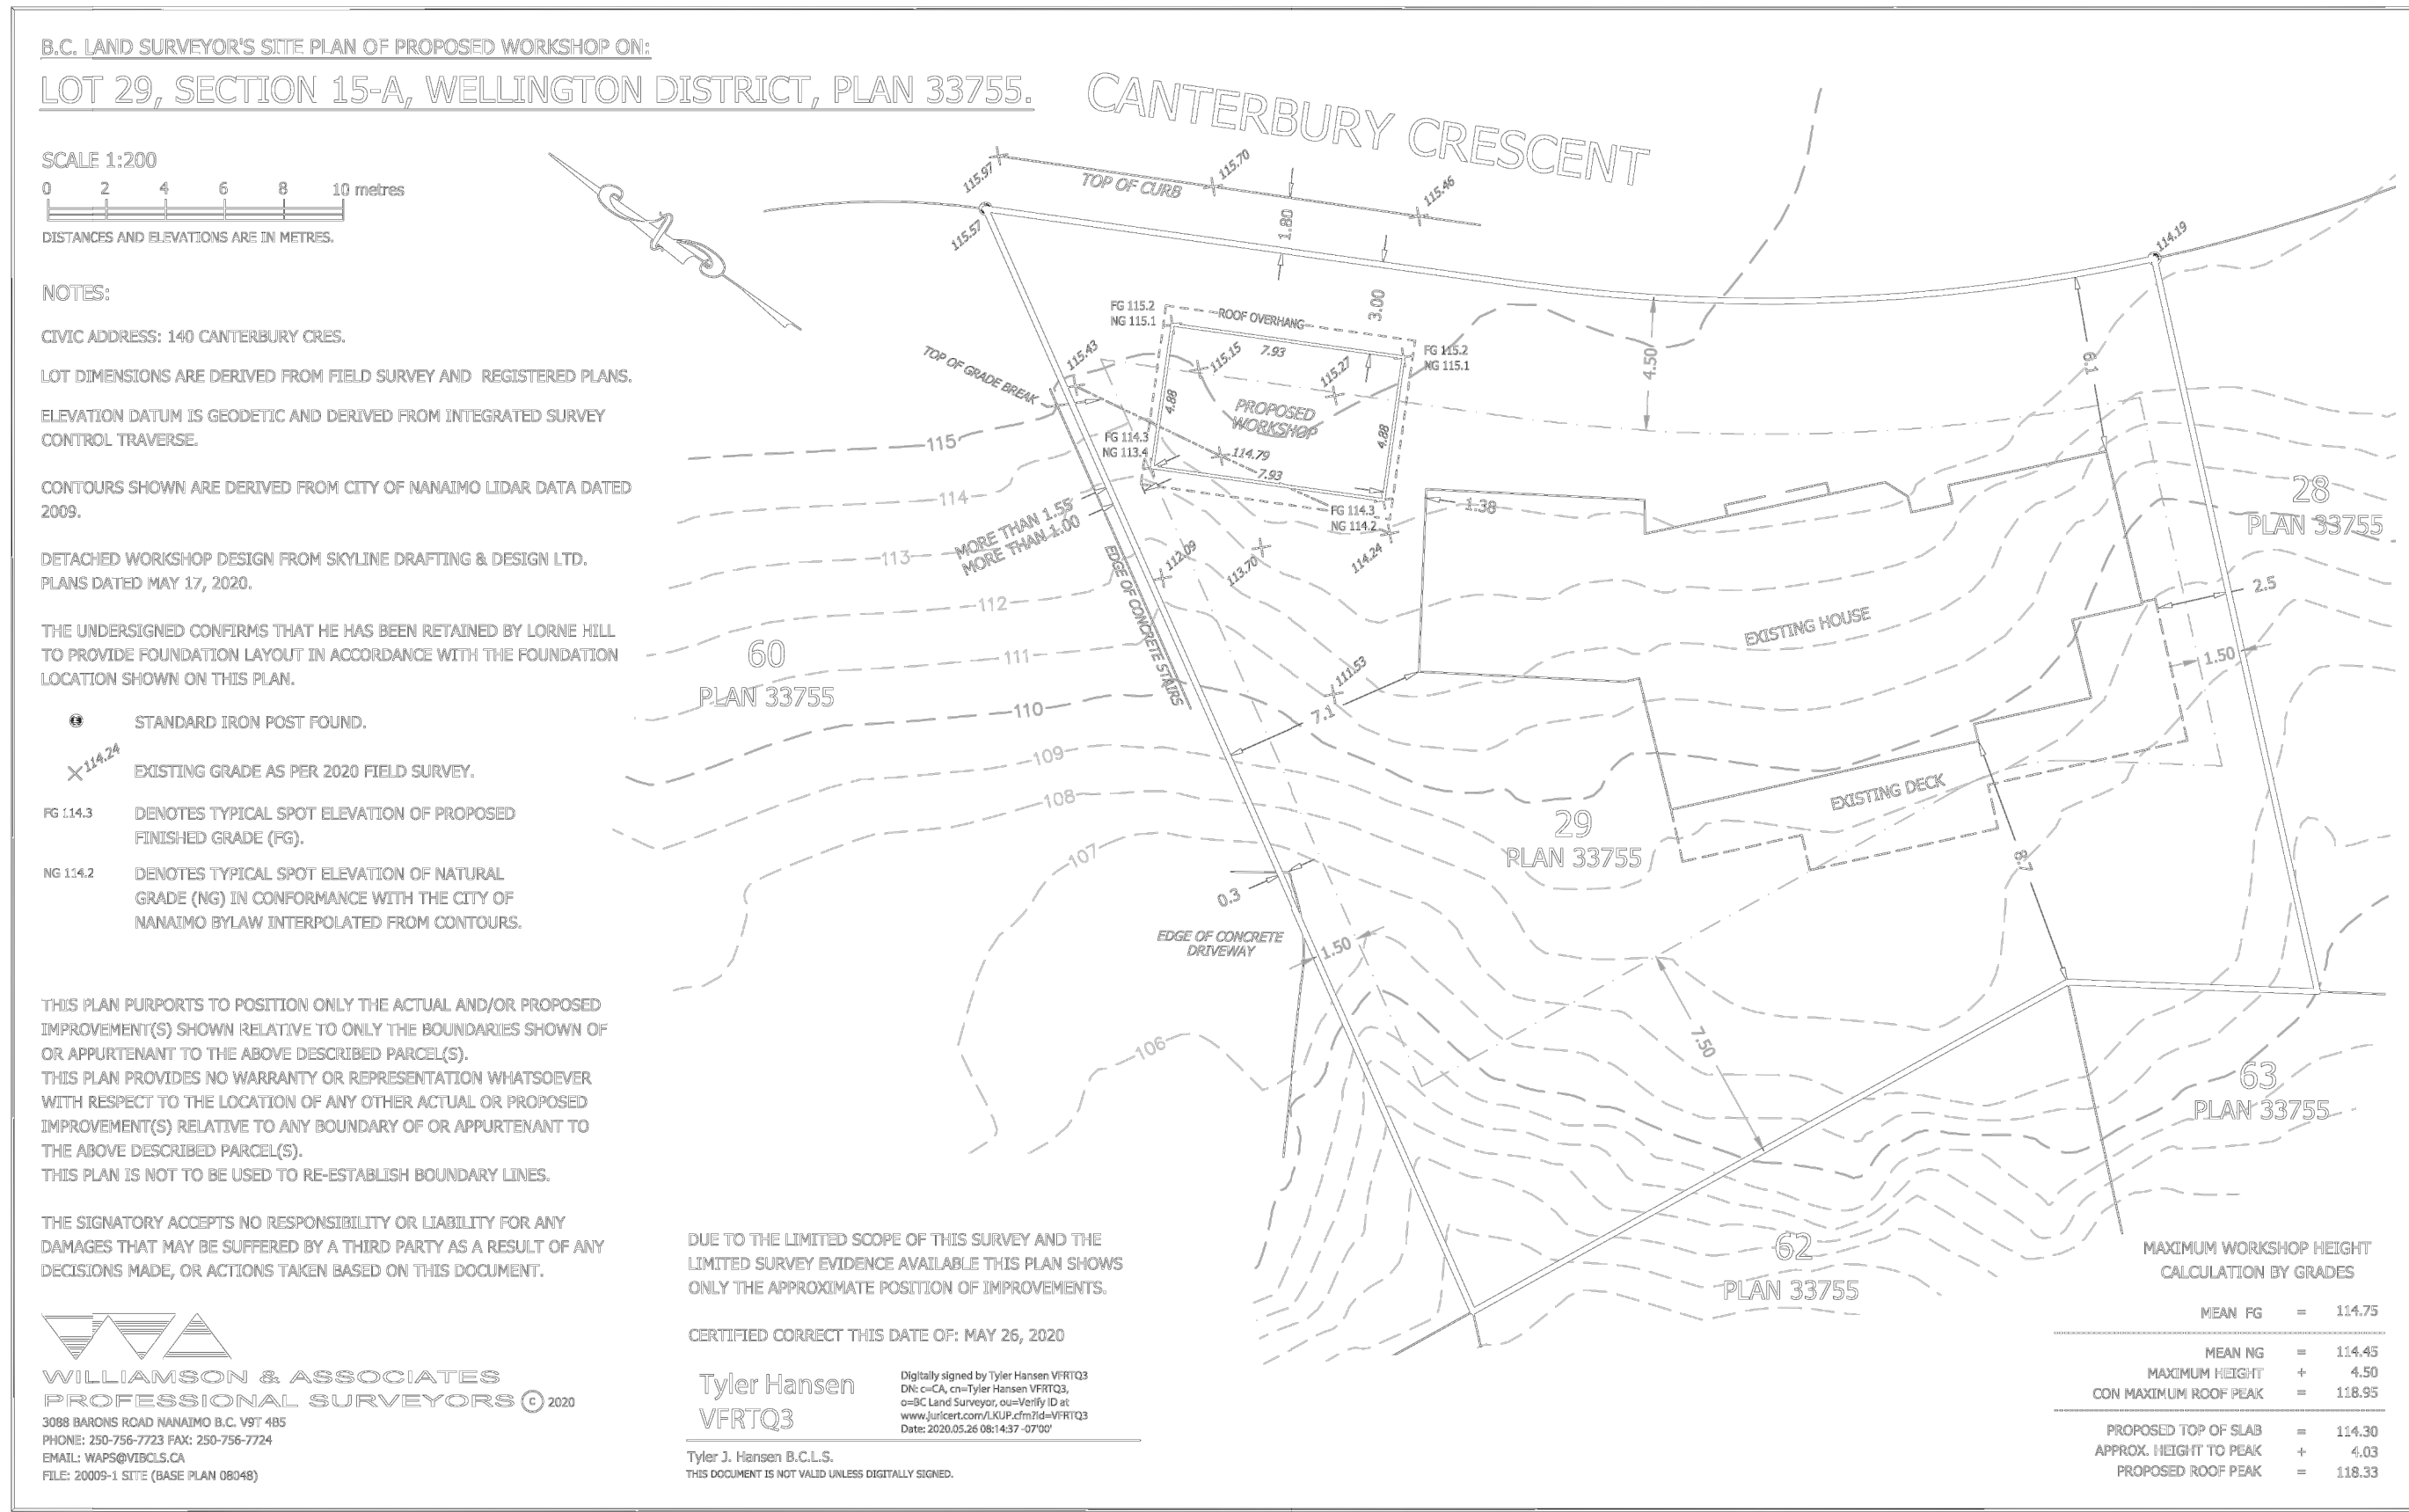 B.C. LAND SURVEYOR'S SITE PLAN OF PROPOSED WORKSHOP ON:
LOT 29, SECTION 15-A, WELLINGTON DISTRICT, PLAN 33755.
SCALE 1:200
0 2 4 6 8 10 metres
DISTANCES AND ELEVATIONS ARE IN METRES.
NOTES:
CIVIC ADDRESS: 140 CANTERBURY CRES.
LOT DIMENSIONS ARE DERIVED FROM FIELD SURVEY AND REGISTERED PLANS.
ELEVATION DATUM IS GEODETIC AND DERIVED FROM INTEGRATED SURVEY
CONTROL TRAVERSE.
CONTOURS SHOWN ARE DERIVED FROM CITY OF NANAIMO LIDAR DATA DATED
2009.
DETACHED WORKSHOP DESIGN FROM SKYLINE DRAFTING & DESIGN LTD.
PLANS DATED MAY 17, 2020.
THE UNDERSIGNED CONFIRMS THAT HE HAS BEEN RETAINED BY LORNE HILL
TO PROVIDE FOUNDATION LAYOUT IN ACCORDANCE WITH THE FOUNDATION
LOCATION SHOWN ON THIS PLAN.
STANDARD IRON POST FOUND.
114.24
EXISTING GRADE AS PER 2020 FIELD SURVEY.
FG 114.3
DENOTES TYPICAL SPOT ELEVATION OF PROPOSED
FINISHED GRADE (FG).
NG 114.2
DENOTES TYPICAL SPOT ELEVATION OF NATURAL
GRADE (NG) IN CONFORMANCE WITH THE CITY OF
NANAIMO BYLAW INTERPOLATED FROM CONTOURS.
THIS PLAN PURPORTS TO POSITION ONLY THE ACTUAL AND/OR PROPOSED
IMPROVEMENT(S) SHOWN RELATIVE TO ONLY THE BOUNDARIES SHOWN OF
OR APPURTENANT TO THE ABOVE DESCRIBED PARCEL(S).
THIS PLAN PROVIDES NO WARRANTY OR REPRESENTATION WHATSOEVER
WITH RESPECT TO THE LOCATION OF ANY OTHER ACTUAL OR PROPOSED
IMPROVEMENT(S) RELATIVE TO ANY BOUNDARY OF OR APPURTENANT TO
THE ABOVE DESCRIBED PARCEL(S).
THIS PLAN IS NOT TO BE USED TO RE-ESTABLISH BOUNDARY LINES.
THE SIGNATORY ACCEPTS NO RESPONSIBILITY OR LIABILITY FOR ANY
DAMAGES THAT MAY BE SUFFERED BY A THIRD PARTY AS A RESULT OF ANY
DECISIONS MADE, OR ACTIONS TAKEN BASED ON THIS DOCUMENT.
WILLIAMSON & ASSOCIATES
PROFESSIONAL SURVEYORS © 2020
3088 BARONS ROAD NANAIMO B.C. V9T 4B5
PHONE: 250-756-7723 FAX: 250-756-7724
EMAIL: WAPS@VIBCLS.CA
FILE: 20009-1 SITE (BASE PLAN 08048)
CANTERBURY CRESCENT
115.97
115.70
115.46
TOP OF CURB
1.80
115.57
114.19
3.00
FG 115.2
NG 115.1
ROOF OVERHANG
7.93
115.15
115.27
FG 115.2
NG 115.1
4.50
6.1
TOP OF GRADE BREAK
115.43
4.88
PROPOSED
WORKSHOP
4.88
FG 114.3
NG 113.4
114.79
7.93
FG 114.3
NG 114.2
115
114
113
112
111
110
109
108
107
106
MORE THAN 1.55
MORE THAN 1.00
EDGE OF CONCRETE STAIRS
112.09
113.70
114.24
1.38
28
PLAN 33755
EXISTING HOUSE
2.5
1.50
60
PLAN 33755
111.53
7.1
EXISTING DECK
29
PLAN 33755
8.7
0.3
EDGE OF CONCRETE
DRIVEWAY
1.50
7.50
63
PLAN 33755
62
PLAN 33755
DUE TO THE LIMITED SCOPE OF THIS SURVEY AND THE
LIMITED SURVEY EVIDENCE AVAILABLE THIS PLAN SHOWS
ONLY THE APPROXIMATE POSITION OF IMPROVEMENTS.
CERTIFIED CORRECT THIS DATE OF: MAY 26, 2020
Tyler Hansen
VFRTQ3
Digitally signed by Tyler Hansen VFRTQ3
DN: c=CA, cn=Tyler Hansen VFRTQ3,
o=BC Land Surveyor, ou=Verify ID at
www.juricert.com/LKUP.cfm?id=VFRTQ3
Date: 2020.05.26 08:14:37 -07'00'
Tyler J. Hansen B.C.L.S.
THIS DOCUMENT IS NOT VALID UNLESS DIGITALLY SIGNED.
MAXIMUM WORKSHOP HEIGHT
CALCULATION BY GRADES
MEAN FG = 114.75
MEAN NG = 114.45
MAXIMUM HEIGHT + 4.50
CON MAXIMUM ROOF PEAK = 118.95
PROPOSED TOP OF SLAB = 114.30
APPROX. HEIGHT TO PEAK + 4.03
PROPOSED ROOF PEAK = 118.33